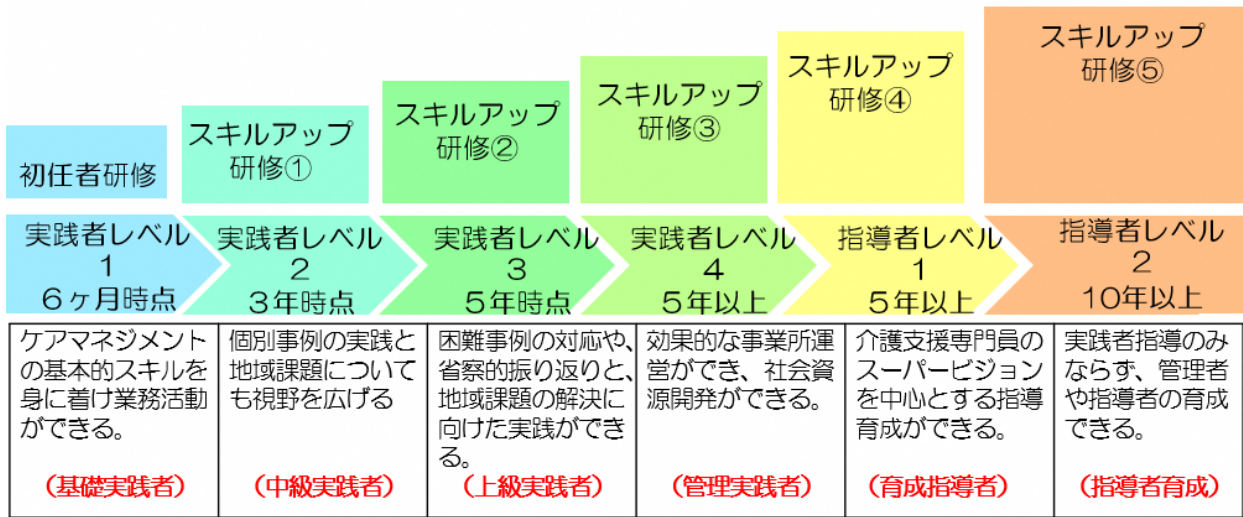 初任者研修
スキルアップ
研修①
スキルアップ
研修②
スキルアップ
研修③
スキルアップ
研修④
スキルアップ
研修⑤
実践者レベル
1
6ヶ月時点
実践者レベル
2
3年時点
実践者レベル
3
5年時点
実践者レベル
4
5年以上
指導者レベル
1
5年以上
指導者レベル
2
10年以上
ケアマネジメント
の基本的スキルを
身に着け業務活動
ができる。
(基礎実践者)
個別事例の実践と
地域課題について
も視野を広げる
(中級実践者)
困難事例の対応や、
省察的振り返りと、
地域課題の解決に
向けた実践ができ
る。
(上級実践者)
効果的な事業所運
営ができ、社会資
源開発ができる。
(管理実践者)
介護支援専門員の
スーパービジョン
を中心とする指導
育成ができる。
(育成指導者)
実践者指導のみ
ならず、管理者
や指導者の育成
できる。
(指導者育成)